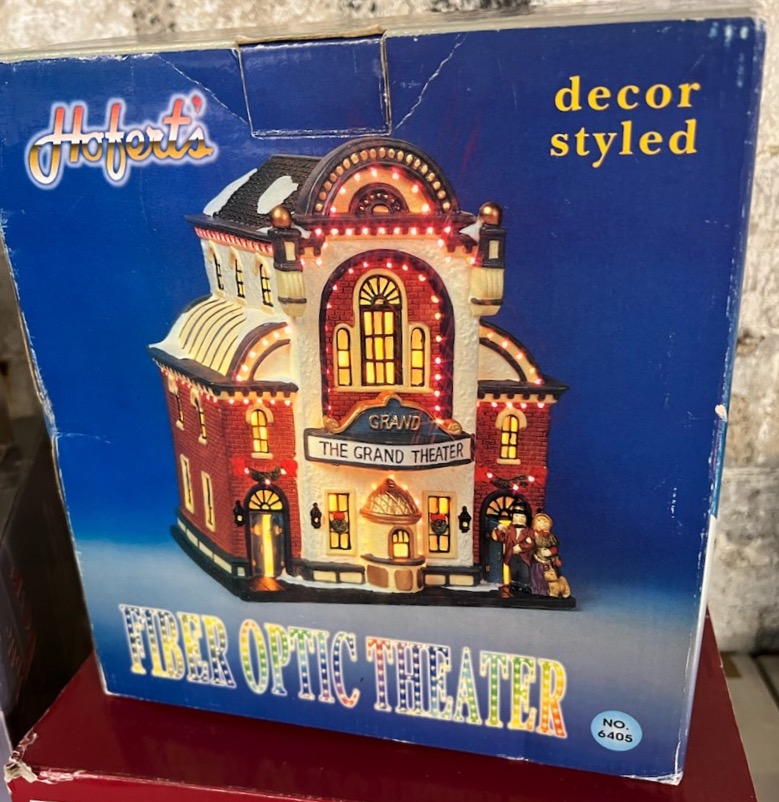 Hofert's
decor
styled
GRAND
THE GRAND THEATER
FIBER OPTIC THEATER
NO.
6405